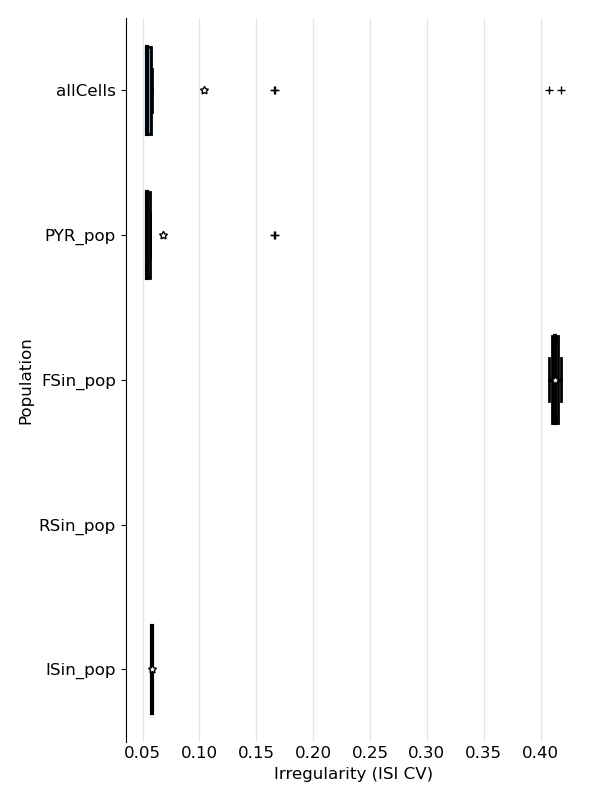 allCells
PYR_pop
FSin_pop
RSin_pop
ISin_pop
Population
0.05 0.10 0.15 0.20 0.25 0.30 0.35 0.40
Irregularity (ISI CV)